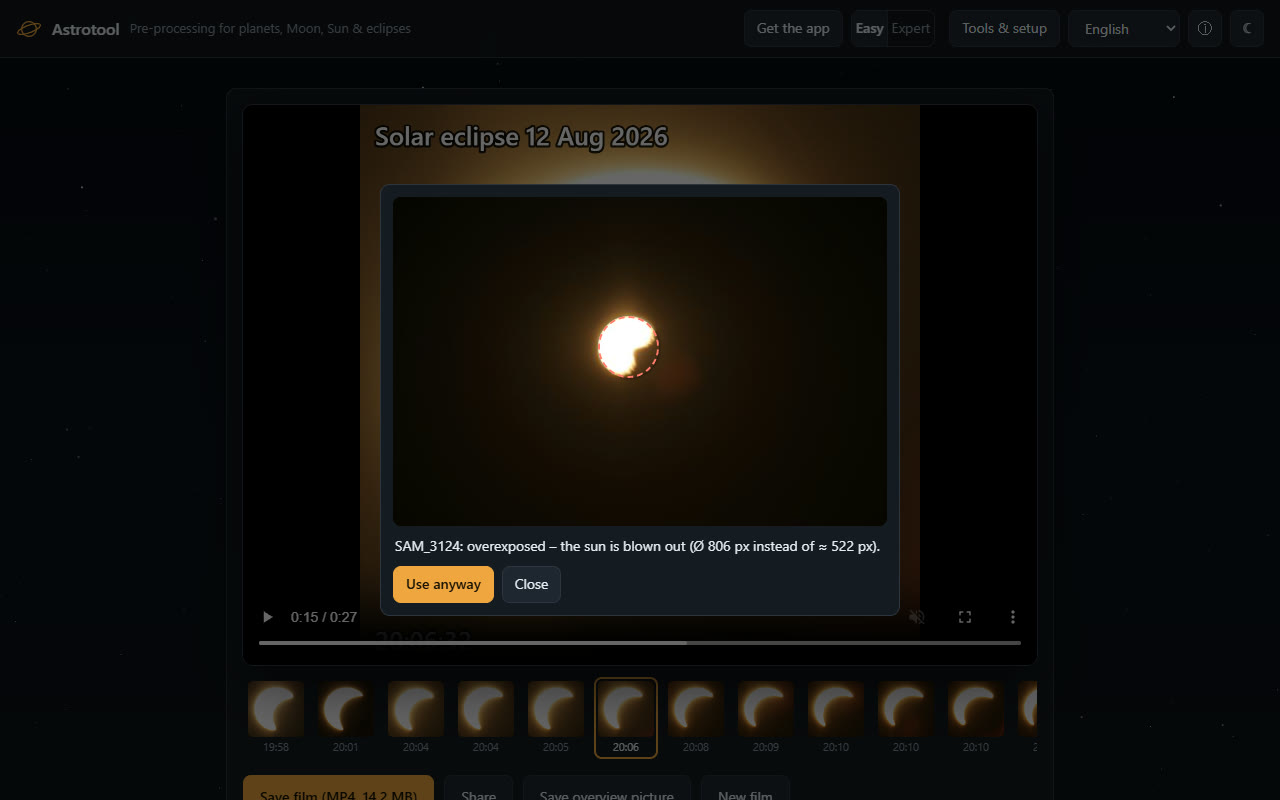 Astrotool Pre-processing for planets, Moon, Sun & eclipses
Get the app
Easy Expert
Tools & setup
English
Solar eclipse 12 Aug 2026
SAM_3124: overexposed – the sun is blown out (Ø 806 px instead of ≈ 522 px).
Use anyway
Close
0:15 / 0:27
20:06:32
19:58 20:01 20:04 20:04 20:05 20:06 20:08 20:09 20:10 20:10 20:10
Save film (MP4, 14.2 MB)
Share
Save overview picture
New film